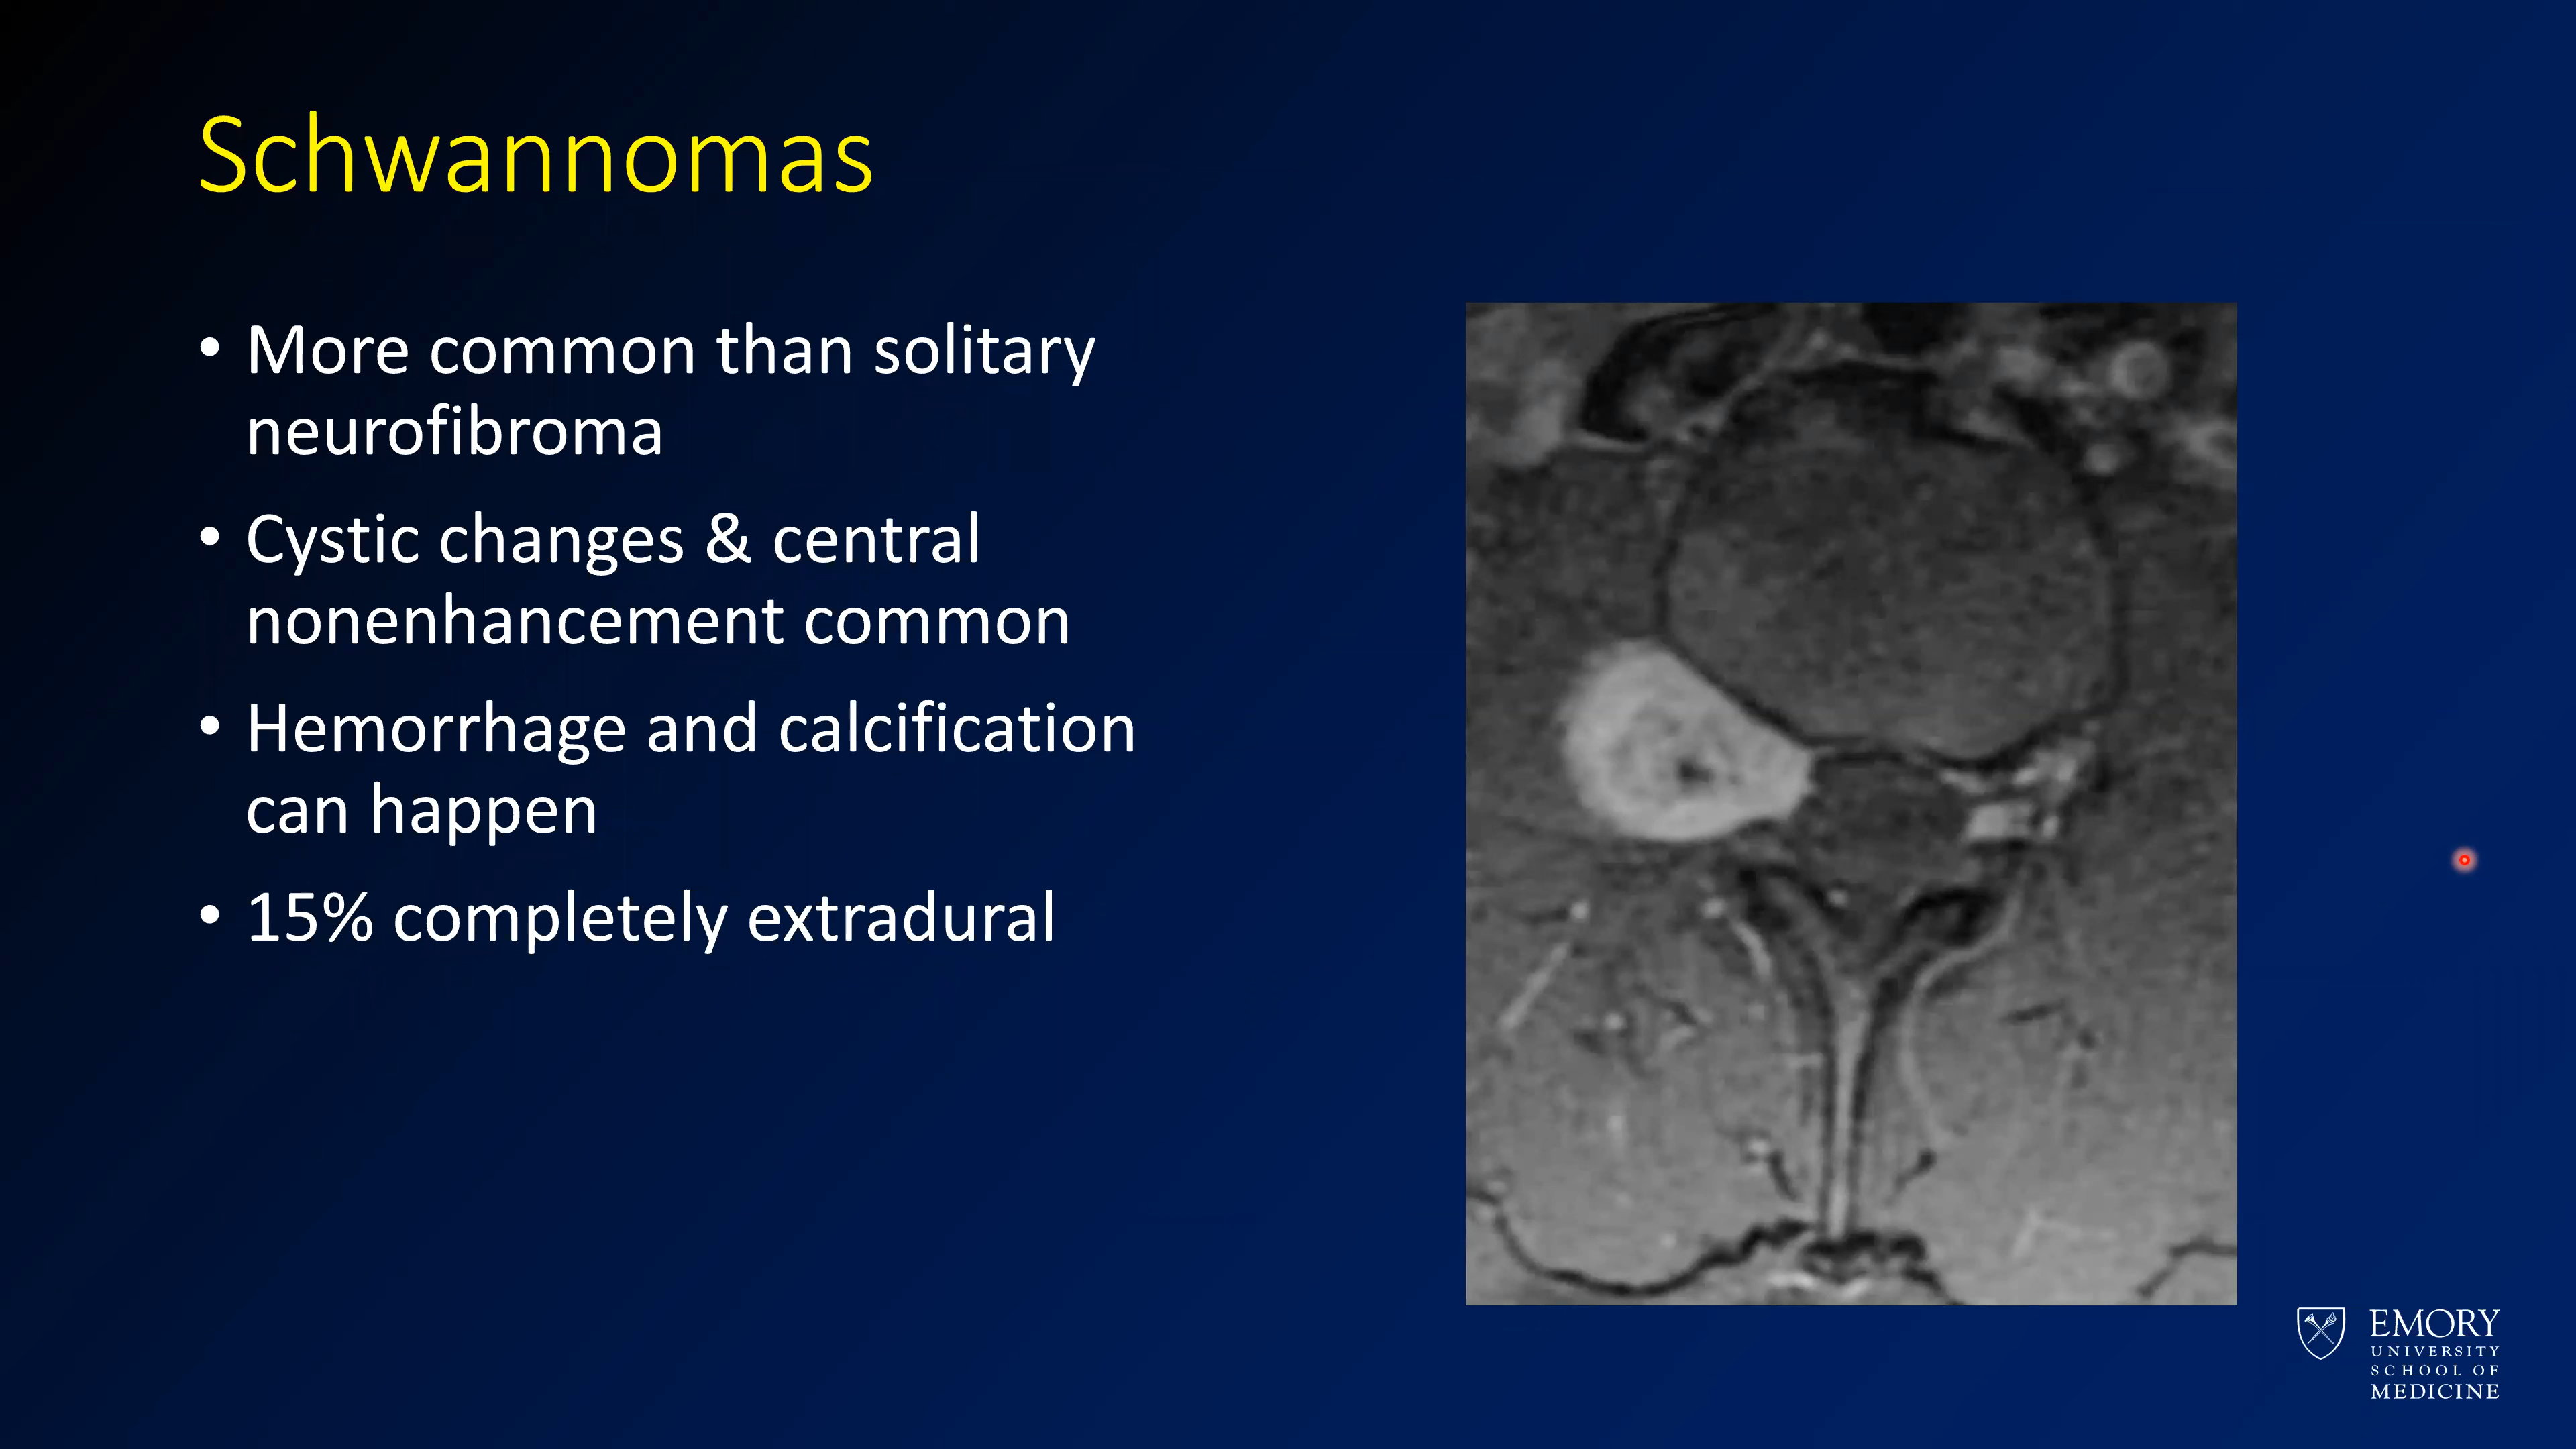 Schwannomas
• More common than solitary
neurofibroma
• Cystic changes & central
nonenhancement common
• Hemorrhage and calcification
can happen
• 15% completely extradural
EMORY
UNIVERSITY
SCHOOL OF
MEDICINE